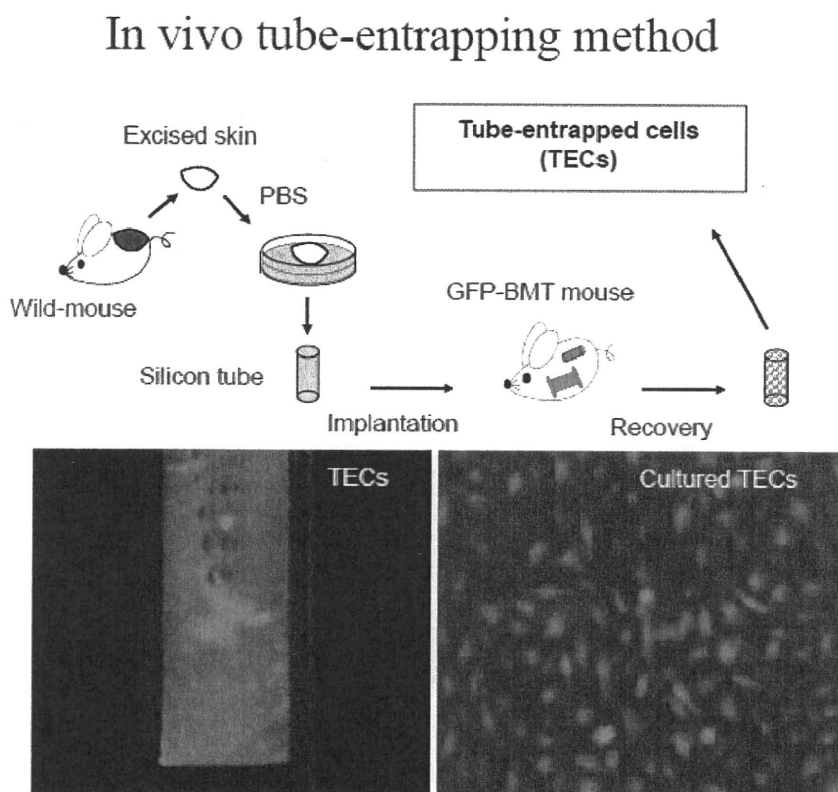 In vivo tube-entrapping method
Excised skin
PBS
Wild-mouse
Silicon tube
Implantation
GFP-BMT mouse
Recovery
Tube-entrapped cells
(TECs)
TECs
Cultured TECs